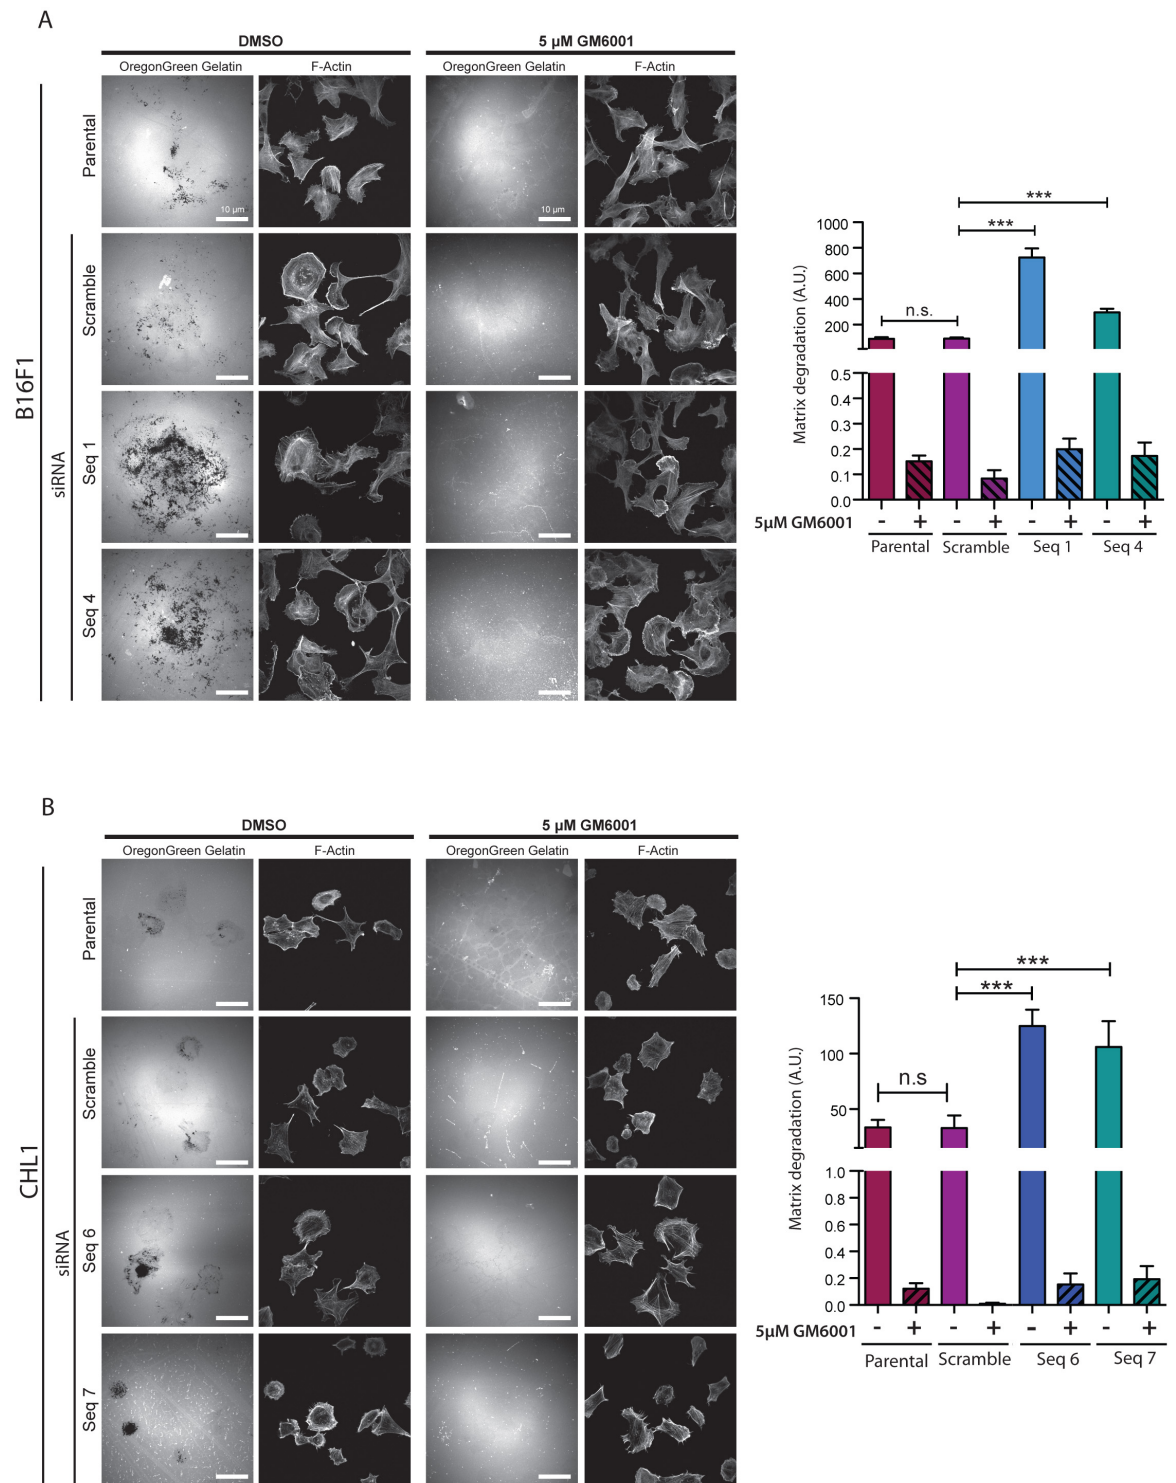 A
DMSO
5 µM GM6001
OregonGreen Gelatin
F-Actin
OregonGreen Gelatin
F-Actin
B16F1
siRNA
Parental
10 µm
10 µm
Scramble
Seq 1
Seq 4
Matrix degradation (A.U.)
1000
800
600
400
200
0.5
0.4
0.3
0.2
0.1
0.0
n.s.
***
***
5µM GM6001
- + - + - + - +
Parental Scramble Seq 1 Seq 4
B
DMSO
5 µM GM6001
OregonGreen Gelatin
F-Actin
OregonGreen Gelatin
F-Actin
CHL1
siRNA
Parental
Scramble
Seq 6
Seq 7
Matrix degradation (A.U.)
150
100
50
1.0
0.8
0.6
0.4
0.2
0.0
n.s
***
***
5µM GM6001
- + - + - + - +
Parental Scramble Seq 6 Seq 7